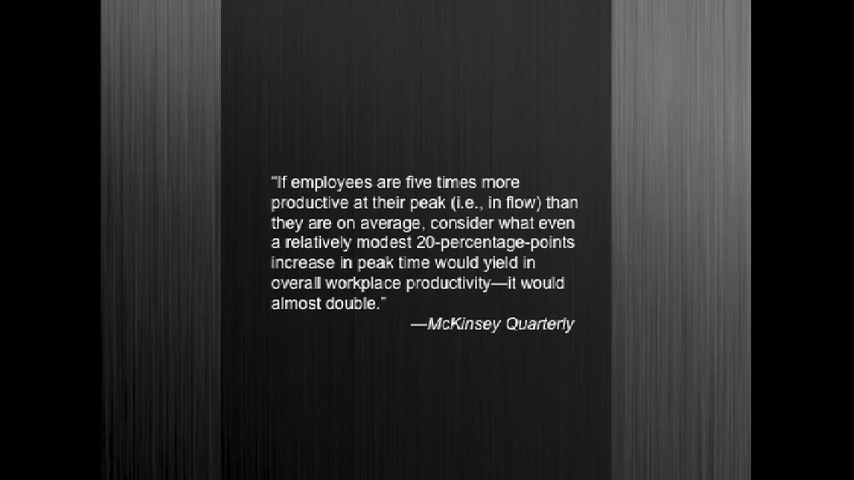 “If employees are five times more
productive at their peak (i.e., in flow) than
they are on average, consider what even
a relatively modest 20-percentage-points
increase in peak time would yield in
overall workplace productivity—it would
almost double.”
—McKinsey Quarterly